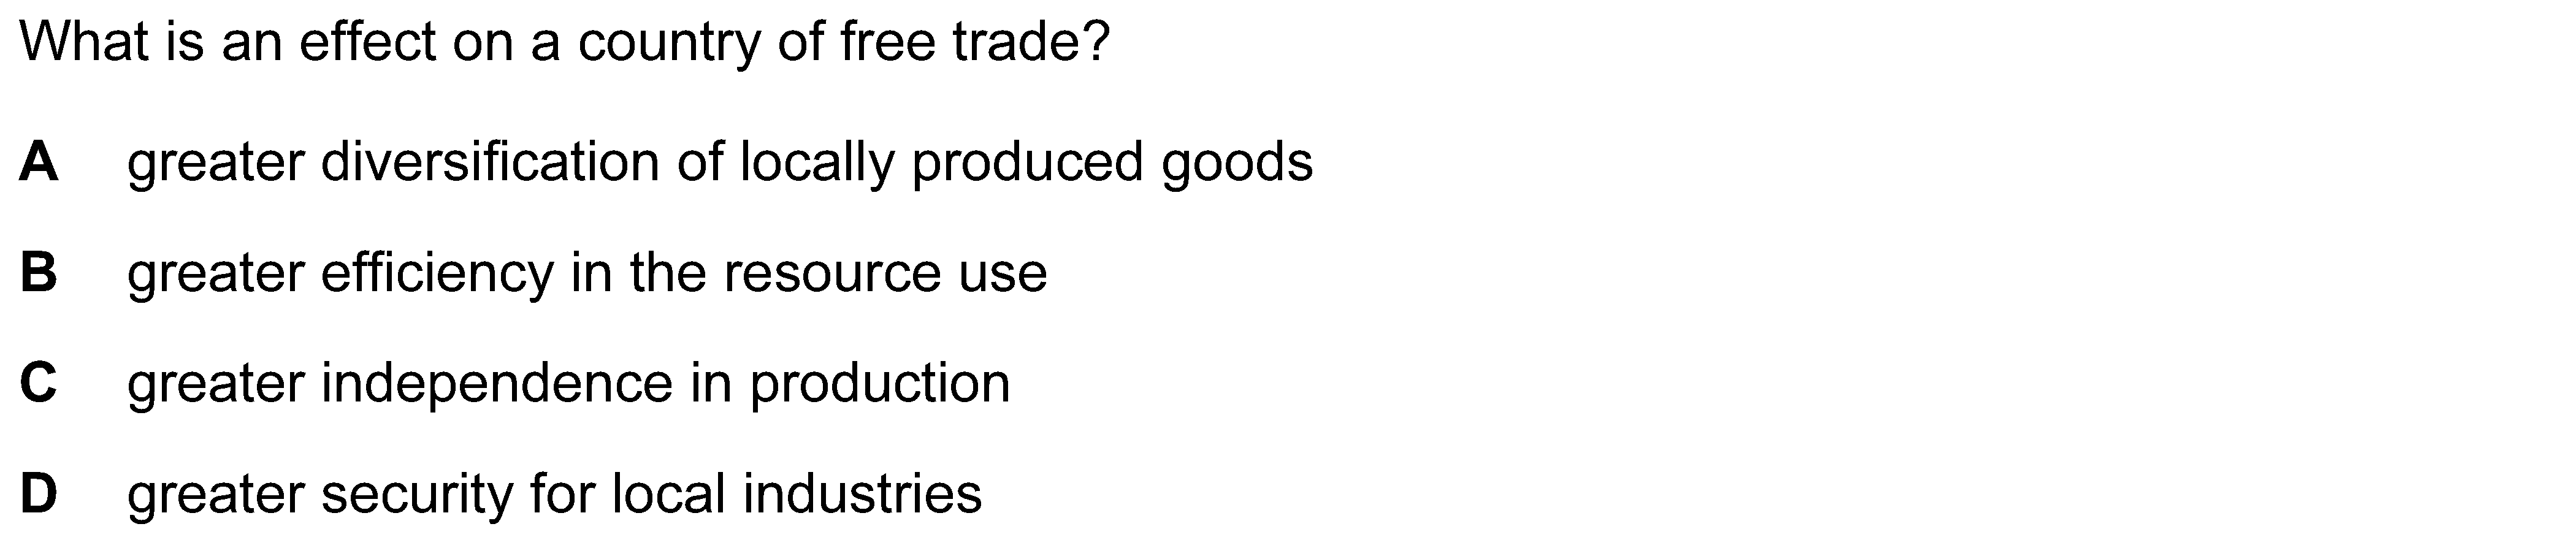 What is an effect on a country of free trade?
A greater diversification of locally produced goods
B greater efficiency in the resource use
C greater independence in production
D greater security for local industries